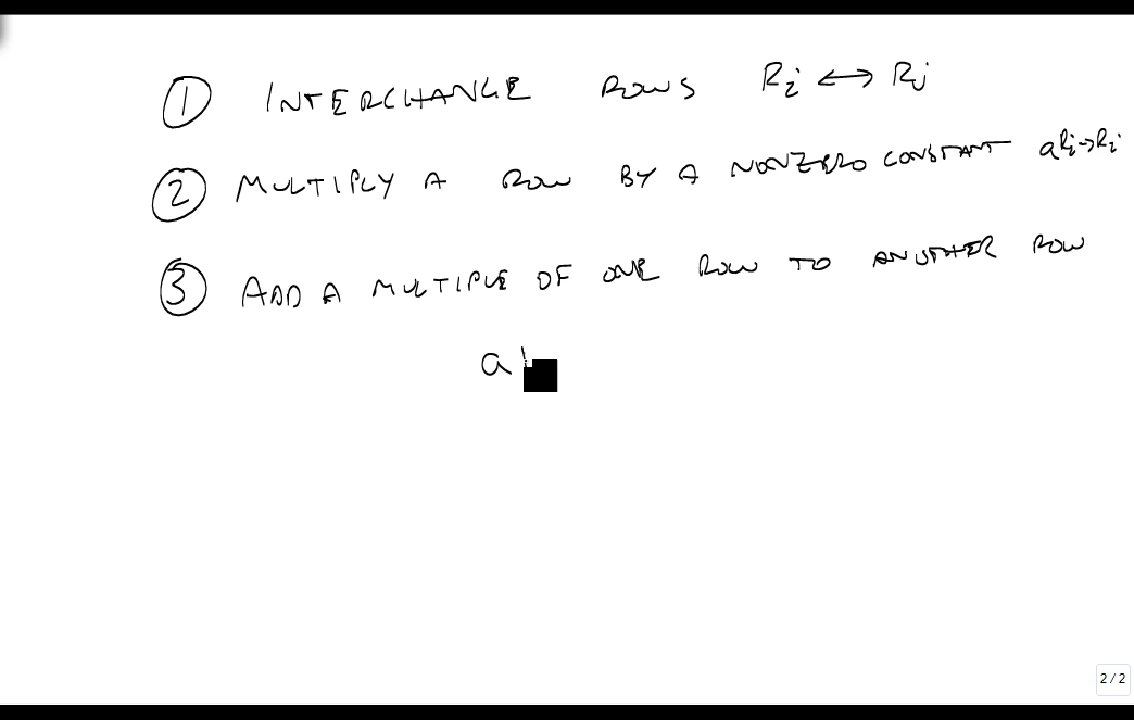 ① INTERCHANGE ROWS Ri ↔ Rj
② MULTIPLY A ROW BY A NONZERO CONSTANT aRi→Ri
③ ADD A MULTIPLE OF ONE ROW TO ANOTHER ROW
a
2/2